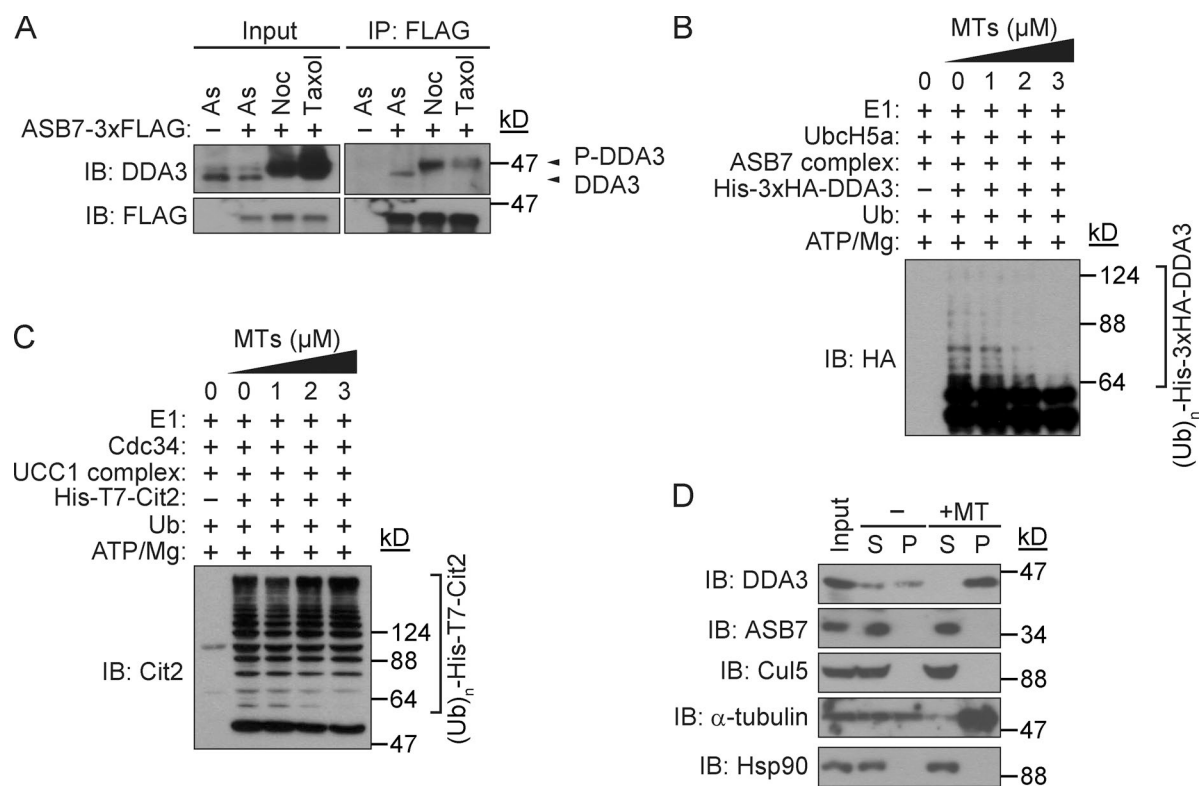 A
Input
IP: FLAG
As
As
Noc
Taxol
As
As
Noc
Taxol
kD
ASB7-3xFLAG: – + + + – + + +
IB: DDA3
47
P-DDA3
DDA3
IB: FLAG
47
B
MTs (µM)
0 0 1 2 3
E1: + + + + +
UbcH5a: + + + + +
ASB7 complex: + + + + +
His-3xHA-DDA3: – + + + +
Ub: + + + + +
ATP/Mg: + + + + +
kD
124
88
64
IB: HA
(Ub)n-His-3xHA-DDA3
C
MTs (µM)
0 0 1 2 3
E1: + + + + +
Cdc34: + + + + +
UCC1 complex: + + + + +
His-T7-Cit2: – + + + +
Ub: + + + + +
ATP/Mg: + + + + +
kD
124
88
64
47
IB: Cit2
(Ub)n-His-T7-Cit2
D
Input
– +MT
S P S P
kD
IB: DDA3
47
IB: ASB7
34
IB: Cul5
88
IB: α-tubulin
47
IB: Hsp90
88